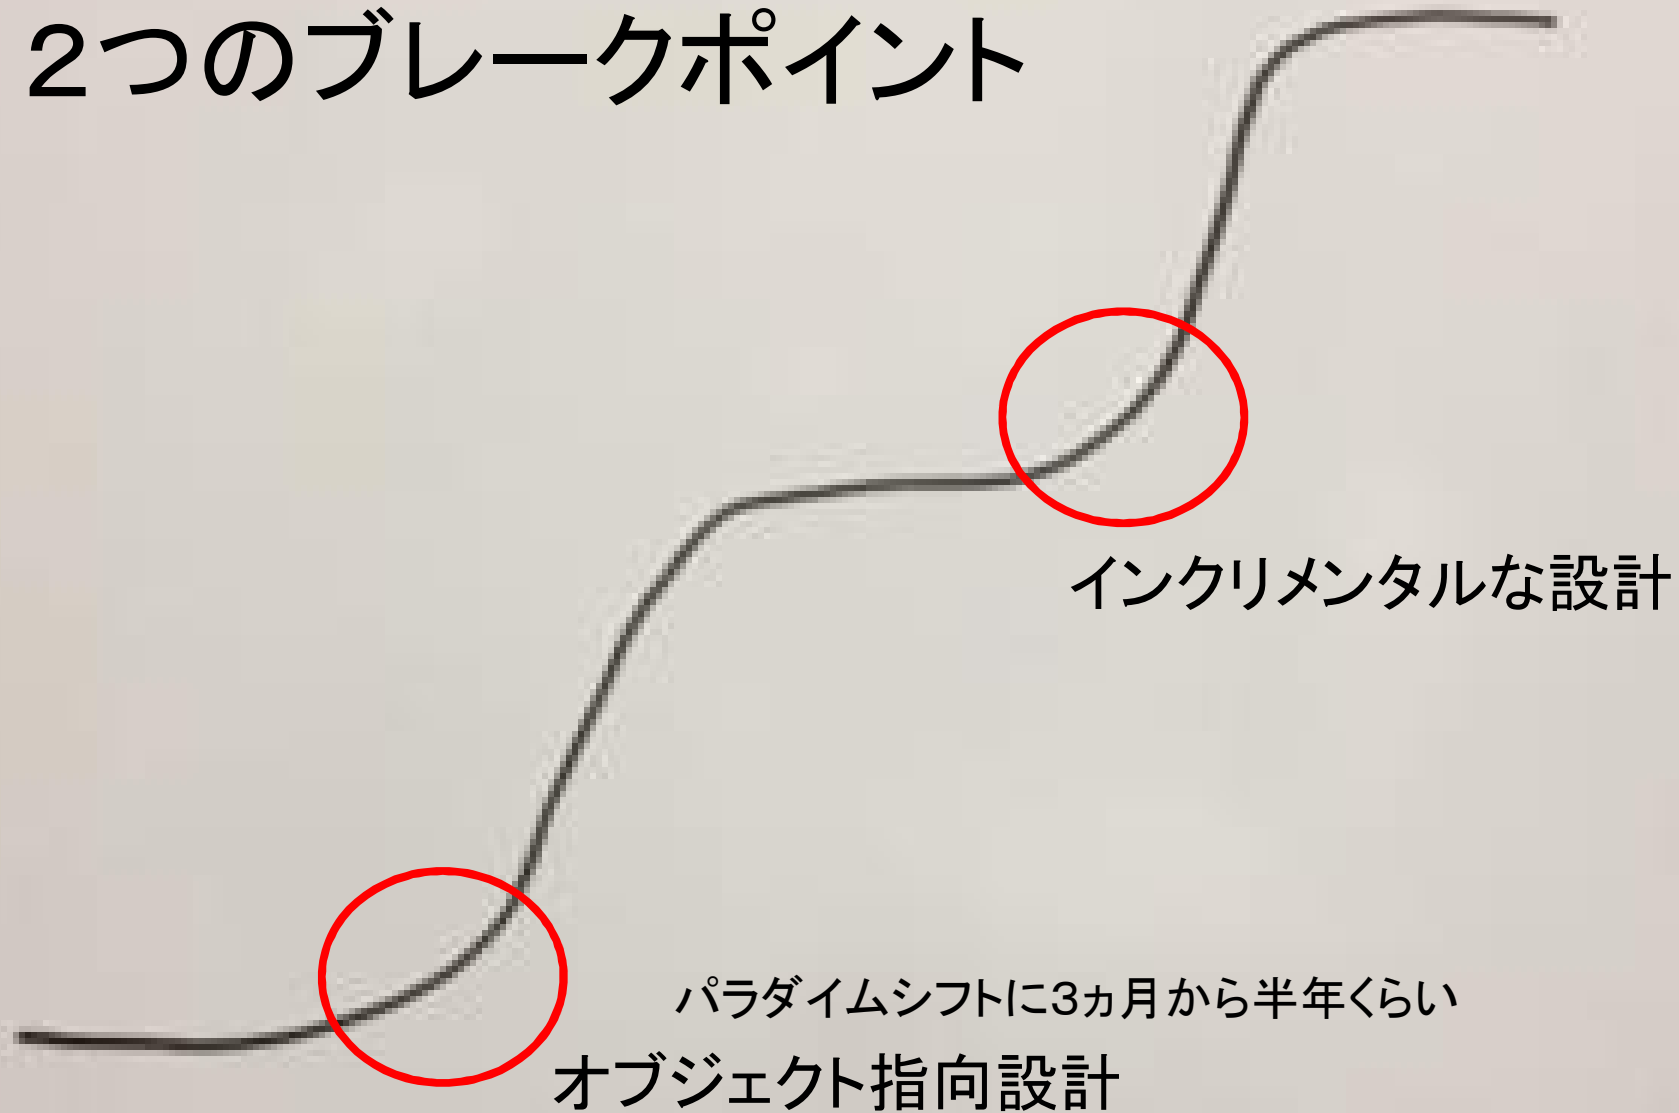 ２つのブレークポイント
インクリメンタルな設計
パラダイムシフトに３ヵ月から半年くらい
オブジェクト指向設計